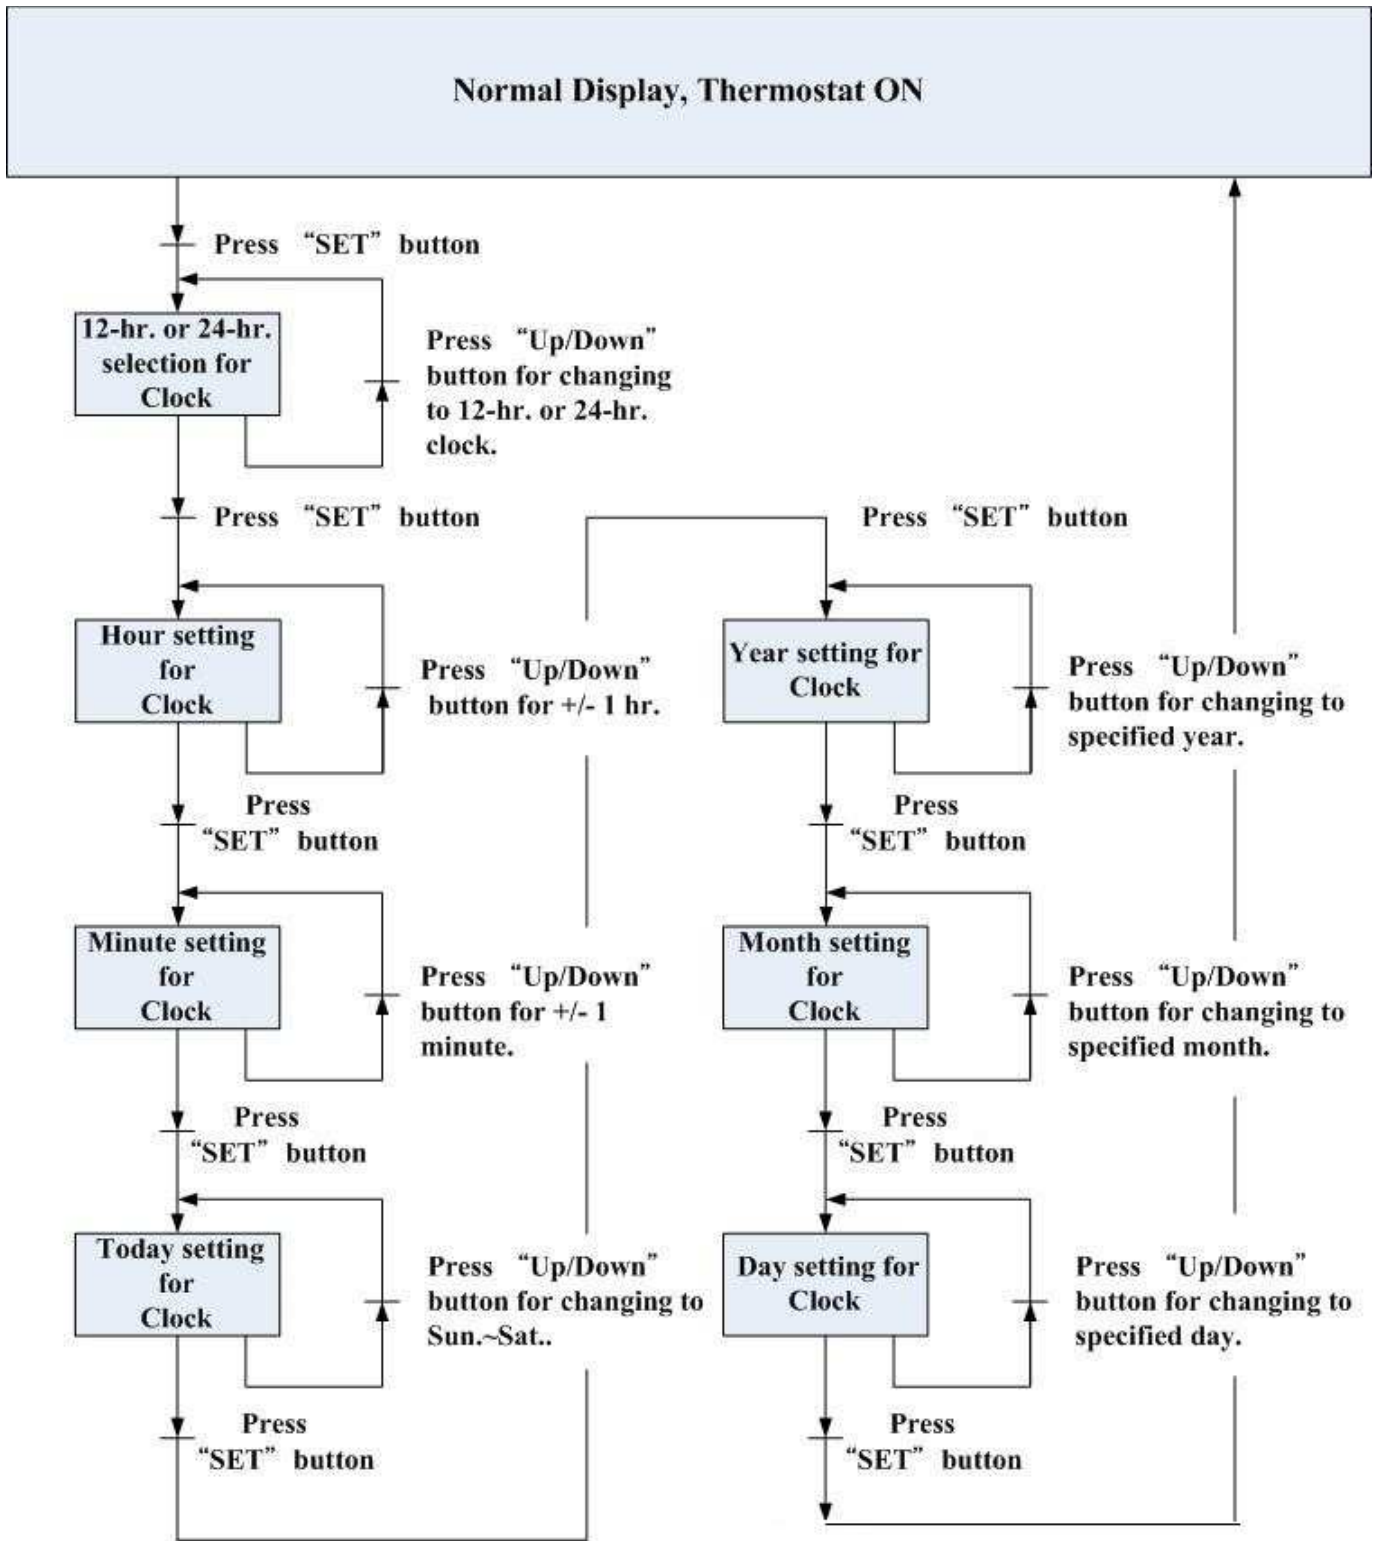 Normal Display, Thermostat ON
Press “SET” button
12-hr. or 24-hr.
selection for
Clock
Press “Up/Down”
button for changing
to 12-hr. or 24-hr.
clock.
Press “SET” button
Hour setting
for
Clock
Press “Up/Down”
button for +/- 1 hr.
Press
“SET” button
Minute setting
for
Clock
Press “Up/Down”
button for +/- 1
minute.
Press
“SET” button
Today setting
for
Clock
Press “Up/Down”
button for changing to
Sun.~Sat..
Press
“SET” button
Press “SET” button
Year setting for
Clock
Press “Up/Down”
button for changing to
specified year.
Press
“SET” button
Month setting
for
Clock
Press “Up/Down”
button for changing to
specified month.
Press
“SET” button
Day setting for
Clock
Press “Up/Down”
button for changing to
specified day.
Press
“SET” button